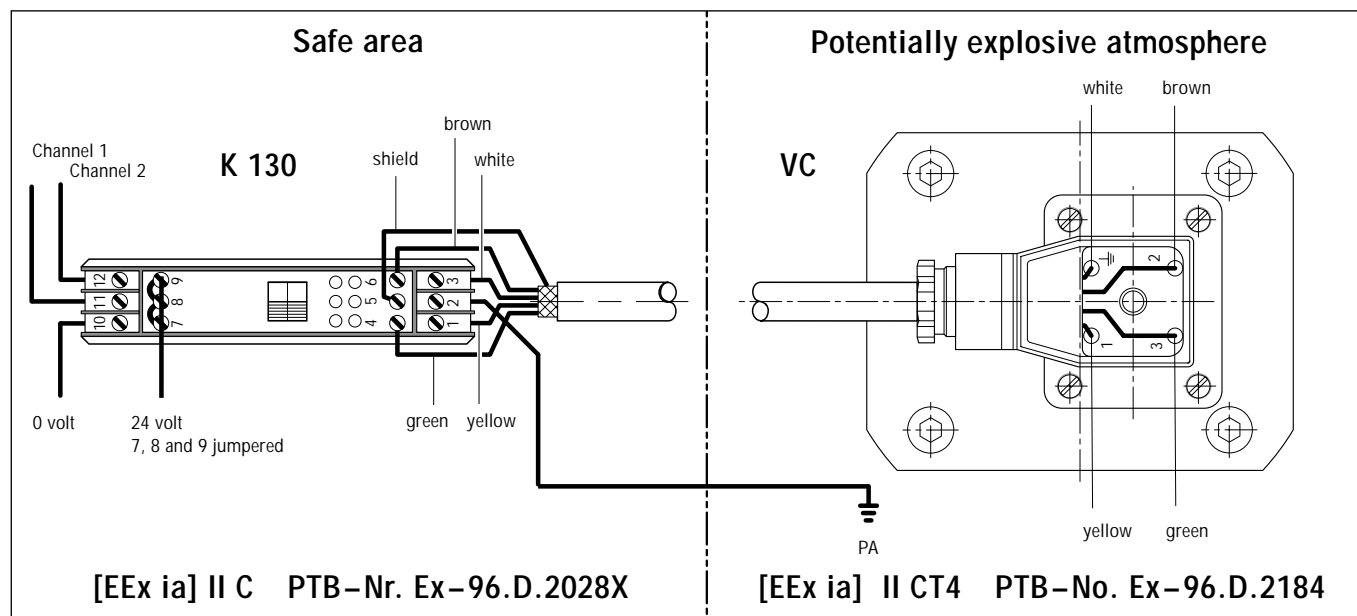 Safe area
Potentially explosive atmosphere
white brown
brown
Channel 1
Channel 2
K 130
shield
white
VC
12 9 6 3
11 8 5 2
10 7 4 1
2
1 3
0 volt
24 volt
7, 8 and 9 jumpered
green yellow
yellow green
PA
[EEx ia] II C PTB-Nr. Ex-96.D.2028X
[EEx ia] II CT4 PTB-No. Ex-96.D.2184